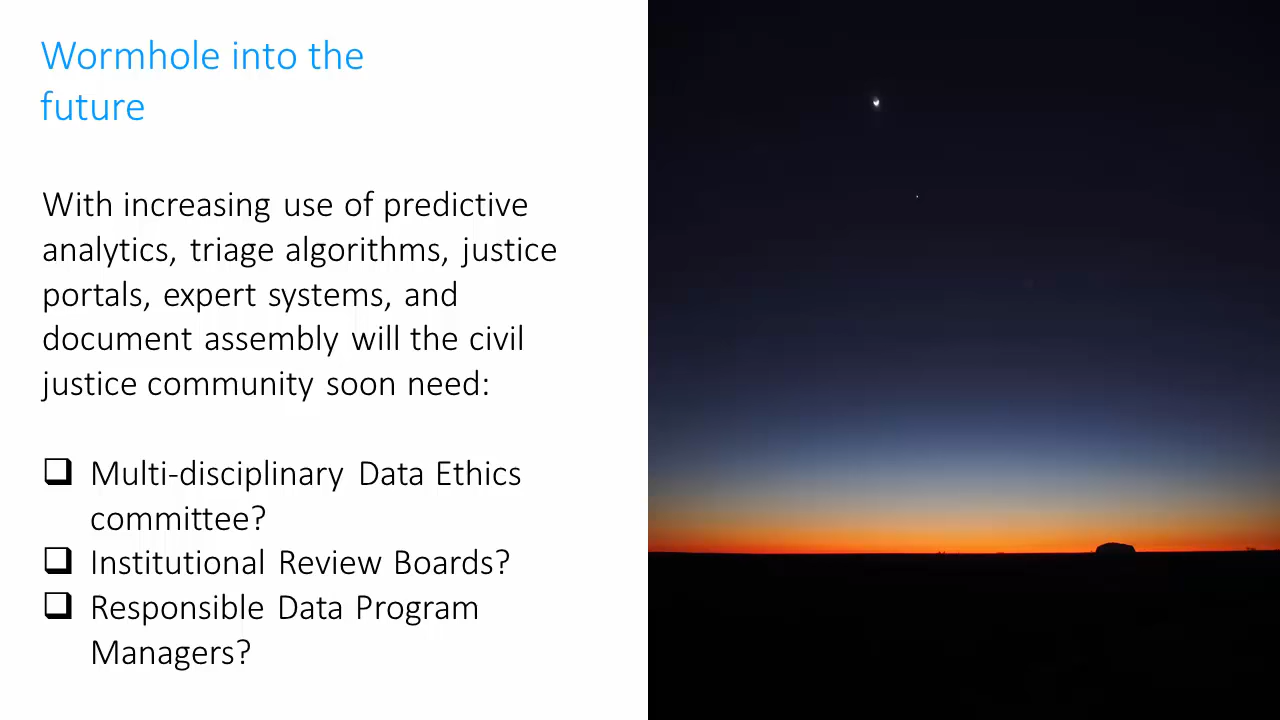 Wormhole into the
future
With increasing use of predictive
analytics, triage algorithms, justice
portals, expert systems, and
document assembly will the civil
justice community soon need:
❑ Multi-disciplinary Data Ethics
committee?
❑ Institutional Review Boards?
❑ Responsible Data Program
Managers?